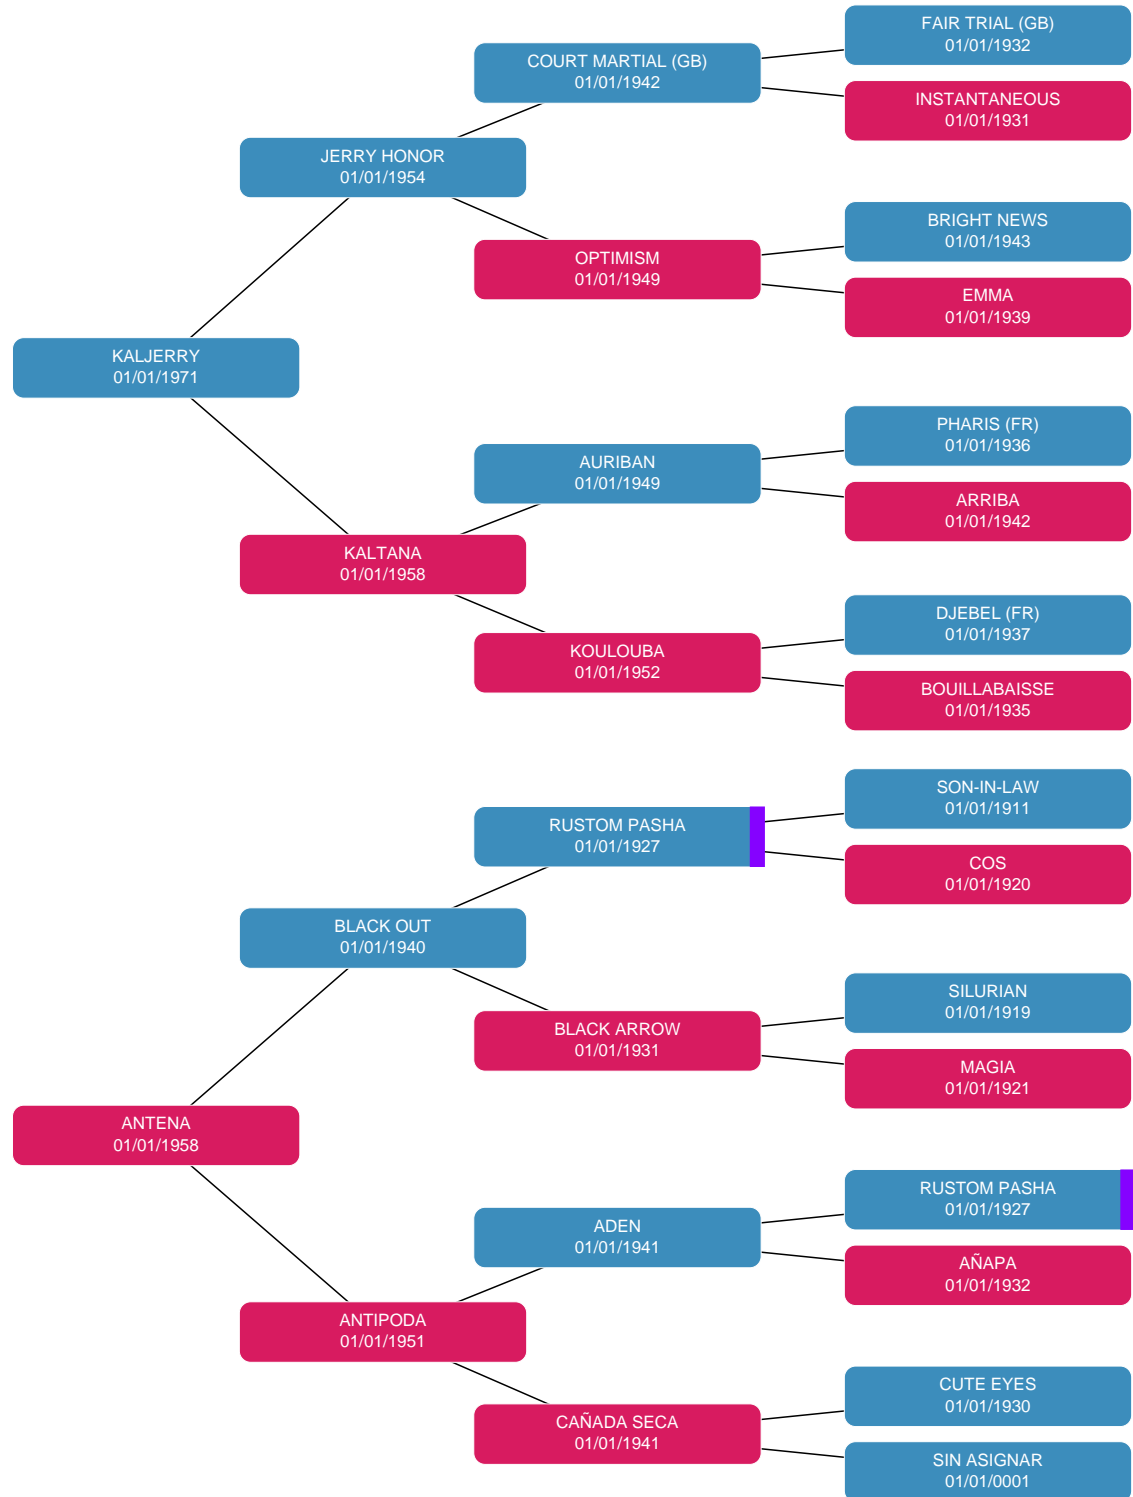 FAIR TRIAL (GB)
01/01/1932
COURT MARTIAL (GB)
01/01/1942
INSTANTANEOUS
01/01/1931
JERRY HONOR
01/01/1954
BRIGHT NEWS
01/01/1943
OPTIMISM
01/01/1949
EMMA
01/01/1939
KALJERRY
01/01/1971
PHARIS (FR)
01/01/1936
AURIBAN
01/01/1949
ARRIBA
01/01/1942
KALTANA
01/01/1958
DJEBEL (FR)
01/01/1937
KOULOUBA
01/01/1952
BOUILLABAISSE
01/01/1935
SON-IN-LAW
01/01/1911
RUSTOM PASHA
01/01/1927
COS
01/01/1920
BLACK OUT
01/01/1940
SILURIAN
01/01/1919
BLACK ARROW
01/01/1931
MAGIA
01/01/1921
ANTENA
01/01/1958
RUSTOM PASHA
01/01/1927
ADEN
01/01/1941
AÑAPA
01/01/1932
ANTIPODA
01/01/1951
CUTE EYES
01/01/1930
CAÑADA SECA
01/01/1941
SIN ASIGNAR
01/01/0001